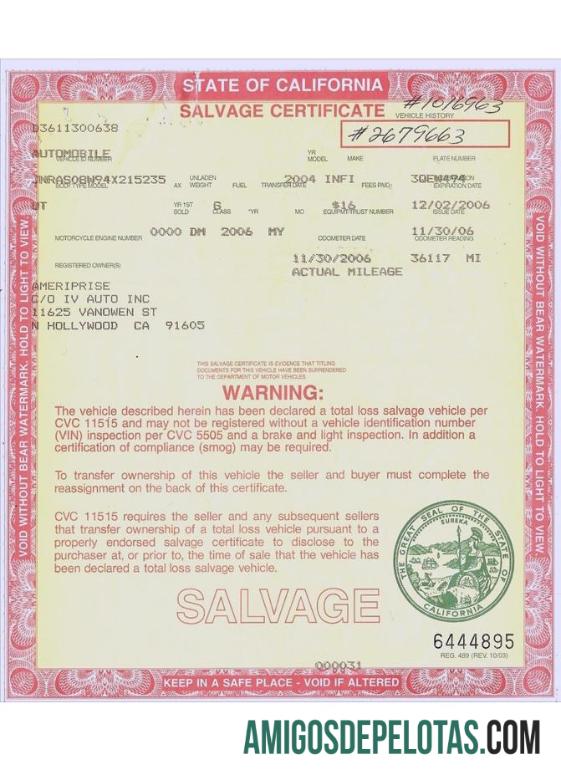 STATE OF CALIFORNIA
SALVAGE CERTIFICATE
#1016963
VEHICLE HISTORY
#2679663
D3611300638
AUTOMOBILE
VEHICLE ID NUMBER
YR MODEL MAKE PLATE NUMBER
JNRAS08W94X215235 2004 INFI 3QEW494
BODY TYPE MODEL AX UNLADEN WEIGHT FUEL TRANSFER DATE FEES PAID EXPIRATION DATE
UT 6 $16 12/02/2006
YR 1ST SOLD CLASS *YR MC EQUIPMT/TRUST NUMBER ISSUE DATE
0000 DM 2006 MY 11/30/06
MOTORCYCLE ENGINE NUMBER ODOMETER DATE ODOMETER READING
11/30/2006 36117 MI
REGISTERED OWNER(S)
ACTUAL MILEAGE
AMERIPRISE
C/O IV AUTO INC
11625 VANOWEN ST
N HOLLYWOOD CA 91605
THIS SALVAGE CERTIFICATE IS EVIDENCE THAT TITLING
DOCUMENTS FOR THIS VEHICLE HAVE BEEN SURRENDERED
TO THE DEPARTMENT OF MOTOR VEHICLES
WARNING:
The vehicle described herein has been declared a total loss salvage vehicle per
CVC 11515 and may not be registered without a vehicle identification number
(VIN) inspection per CVC 5505 and a brake and light inspection. In addition a
certification of compliance (smog) may be required.
To transfer ownership of this vehicle the seller and buyer must complete the
reassignment on the back of this certificate.
CVC 11515 requires the seller and any subsequent sellers
that transfer ownership of a total loss vehicle pursuant to a
properly endorsed salvage certificate to disclose to the
purchaser at, or prior to, the time of sale that the vehicle has
been declared a total loss salvage vehicle.
THE GREAT SEAL OF THE STATE OF CALIFORNIA
EUREKA
SALVAGE
6444895
REG. 489 (REV. 10/03)
000031
KEEP IN A SAFE PLACE - VOID IF ALTERED
VOID WITHOUT BEAR WATERMARK. HOLD TO LIGHT TO VIEW
VOID WITHOUT BEAR WATERMARK. HOLD TO LIGHT TO VIEW
AMIGOSDEPELOTAS.COM